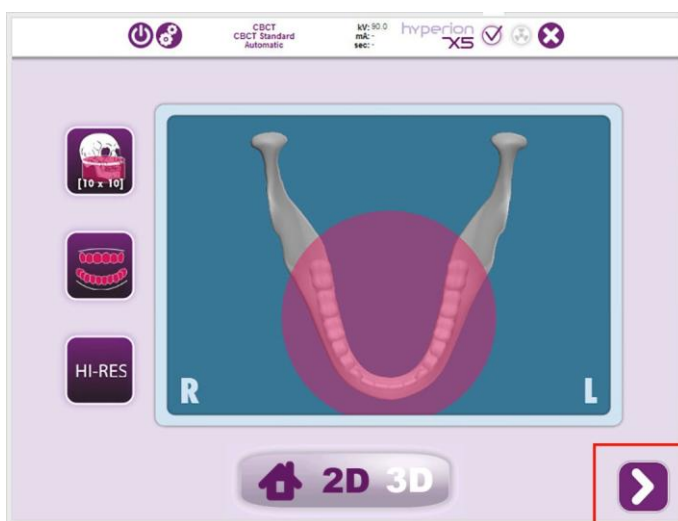 CBCT
CBCT Standard
Automatic
kV: 90.0
mA: -
sec: -
hyperion
X5
[10 x 10]
HI-RES
R
L
2D 3D